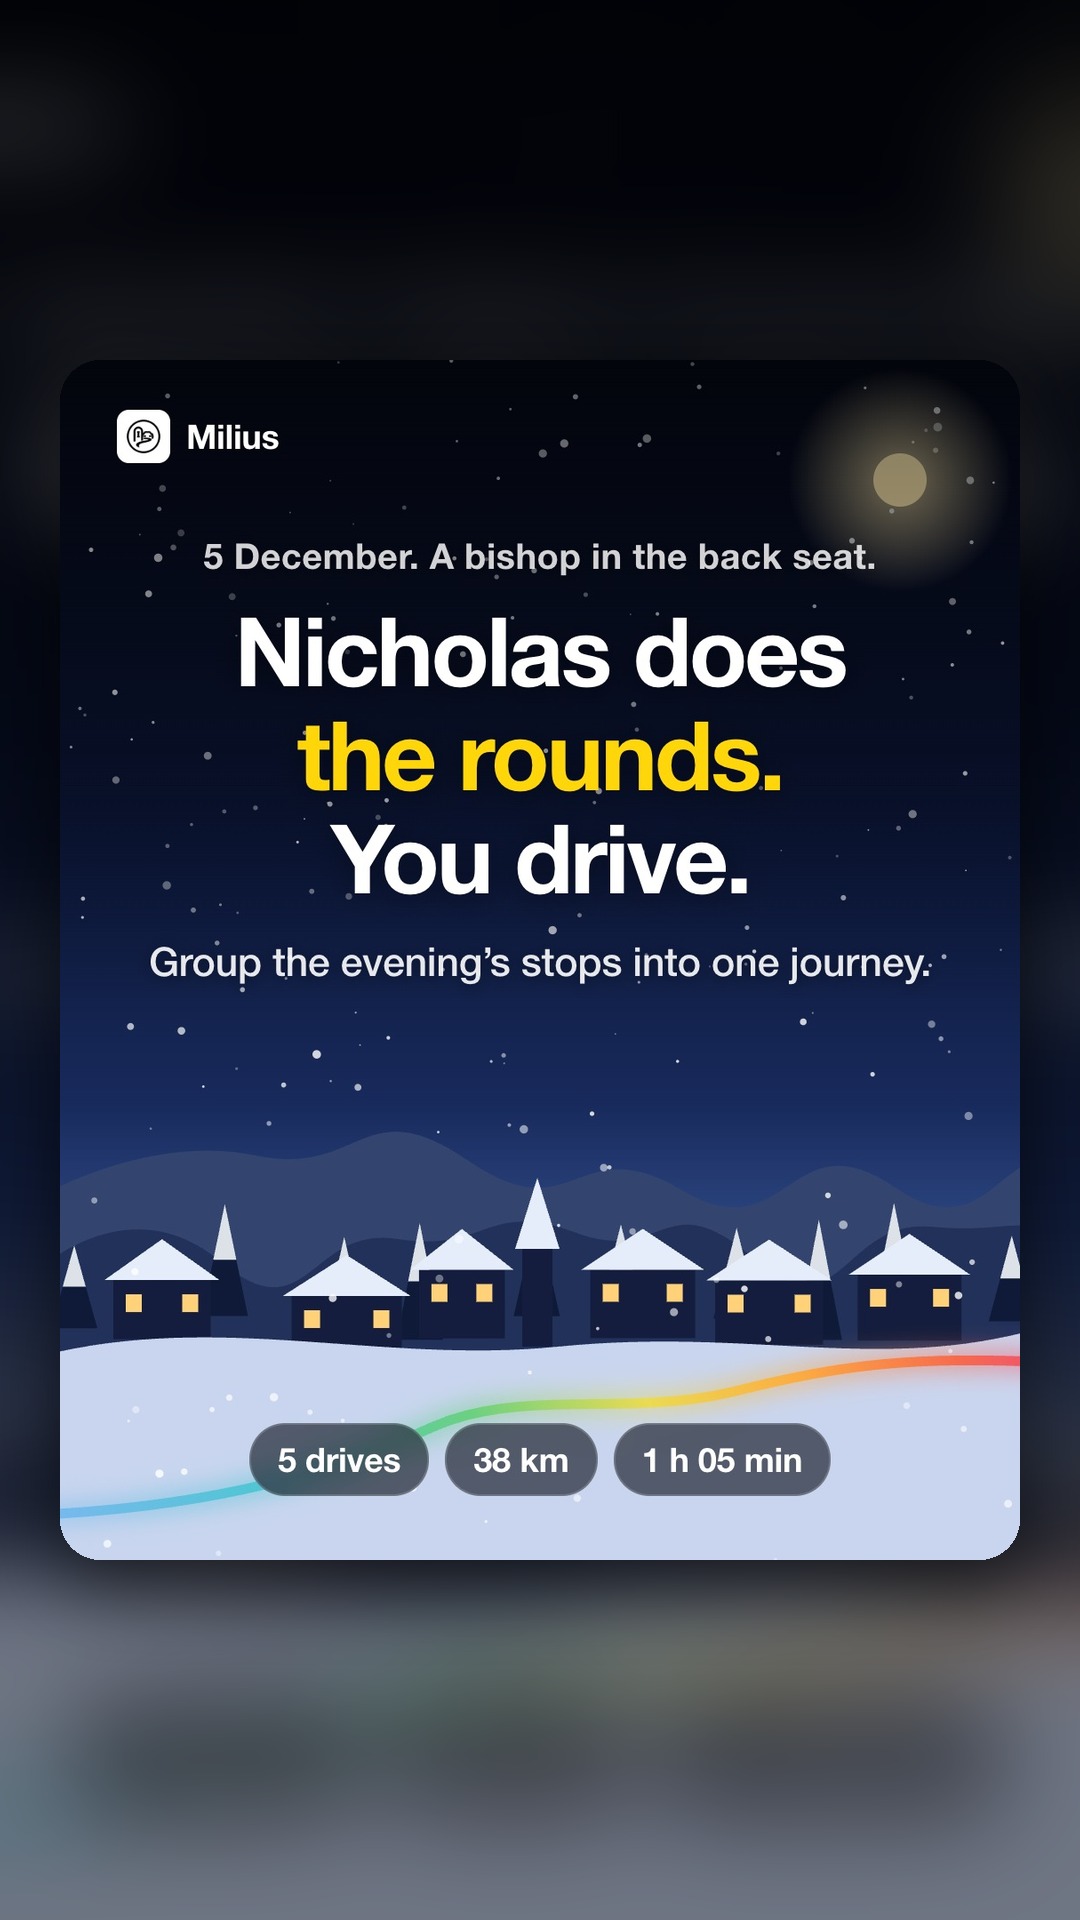 Milius
5 December. A bishop in the back seat.
Nicholas does
the rounds.
You drive.
Group the evening’s stops into one journey.
5 drives
38 km
1 h 05 min